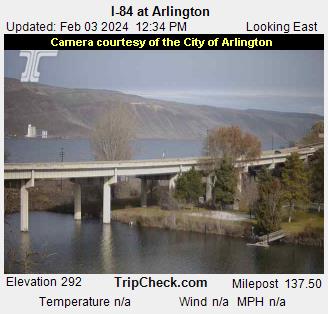 I-84 at Arlington
Updated: Feb 03 2024 12:34 PM Looking East
Camera courtesy of the City of Arlington
Elevation 292 TripCheck.com Milepost 137.50
Temperature n/a Wind n/a MPH n/a